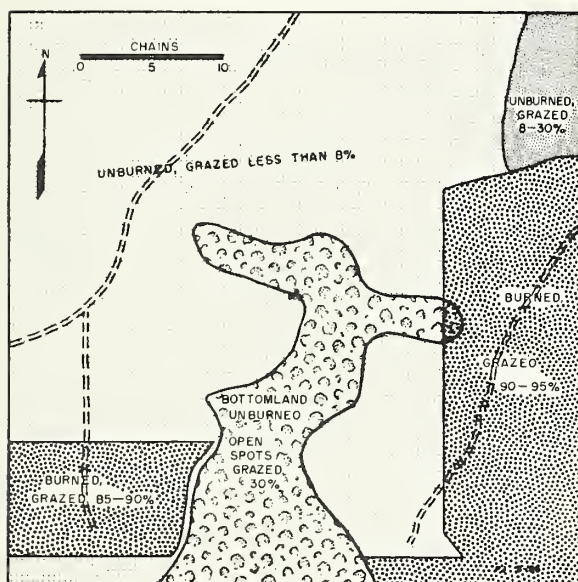 N
CHAINS
0 5 10
UNBURNED,
GRAZED
8-30%
UNBURNED, GRAZED LESS THAN 8%
BURNED
GRAZED
90-95%
BOTTOMLAND
UNBURNED
OPEN
SPOTS
GRAZED
30%
BURNED,
GRAZED 85-90%